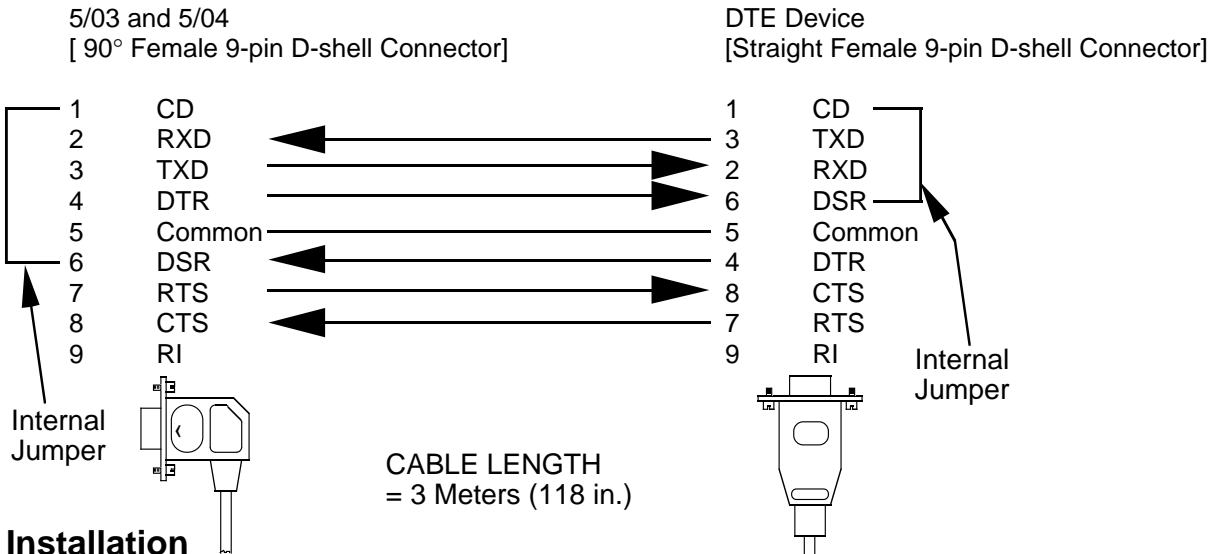 5/03 and 5/04 DTE Device
[ 90° Female 9-pin D-shell Connector] [Straight Female 9-pin D-shell Connector]
1 CD 1 CD
2 RXD 3 TXD
3 TXD 2 RXD
4 DTR 6 DSR
5 Common 5 Common
6 DSR 4 DTR
7 RTS 8 CTS
8 CTS 7 RTS
9 RI 9 RI
Internal
Jumper
Internal
Jumper
CABLE LENGTH
= 3 Meters (118 in.)
Installation